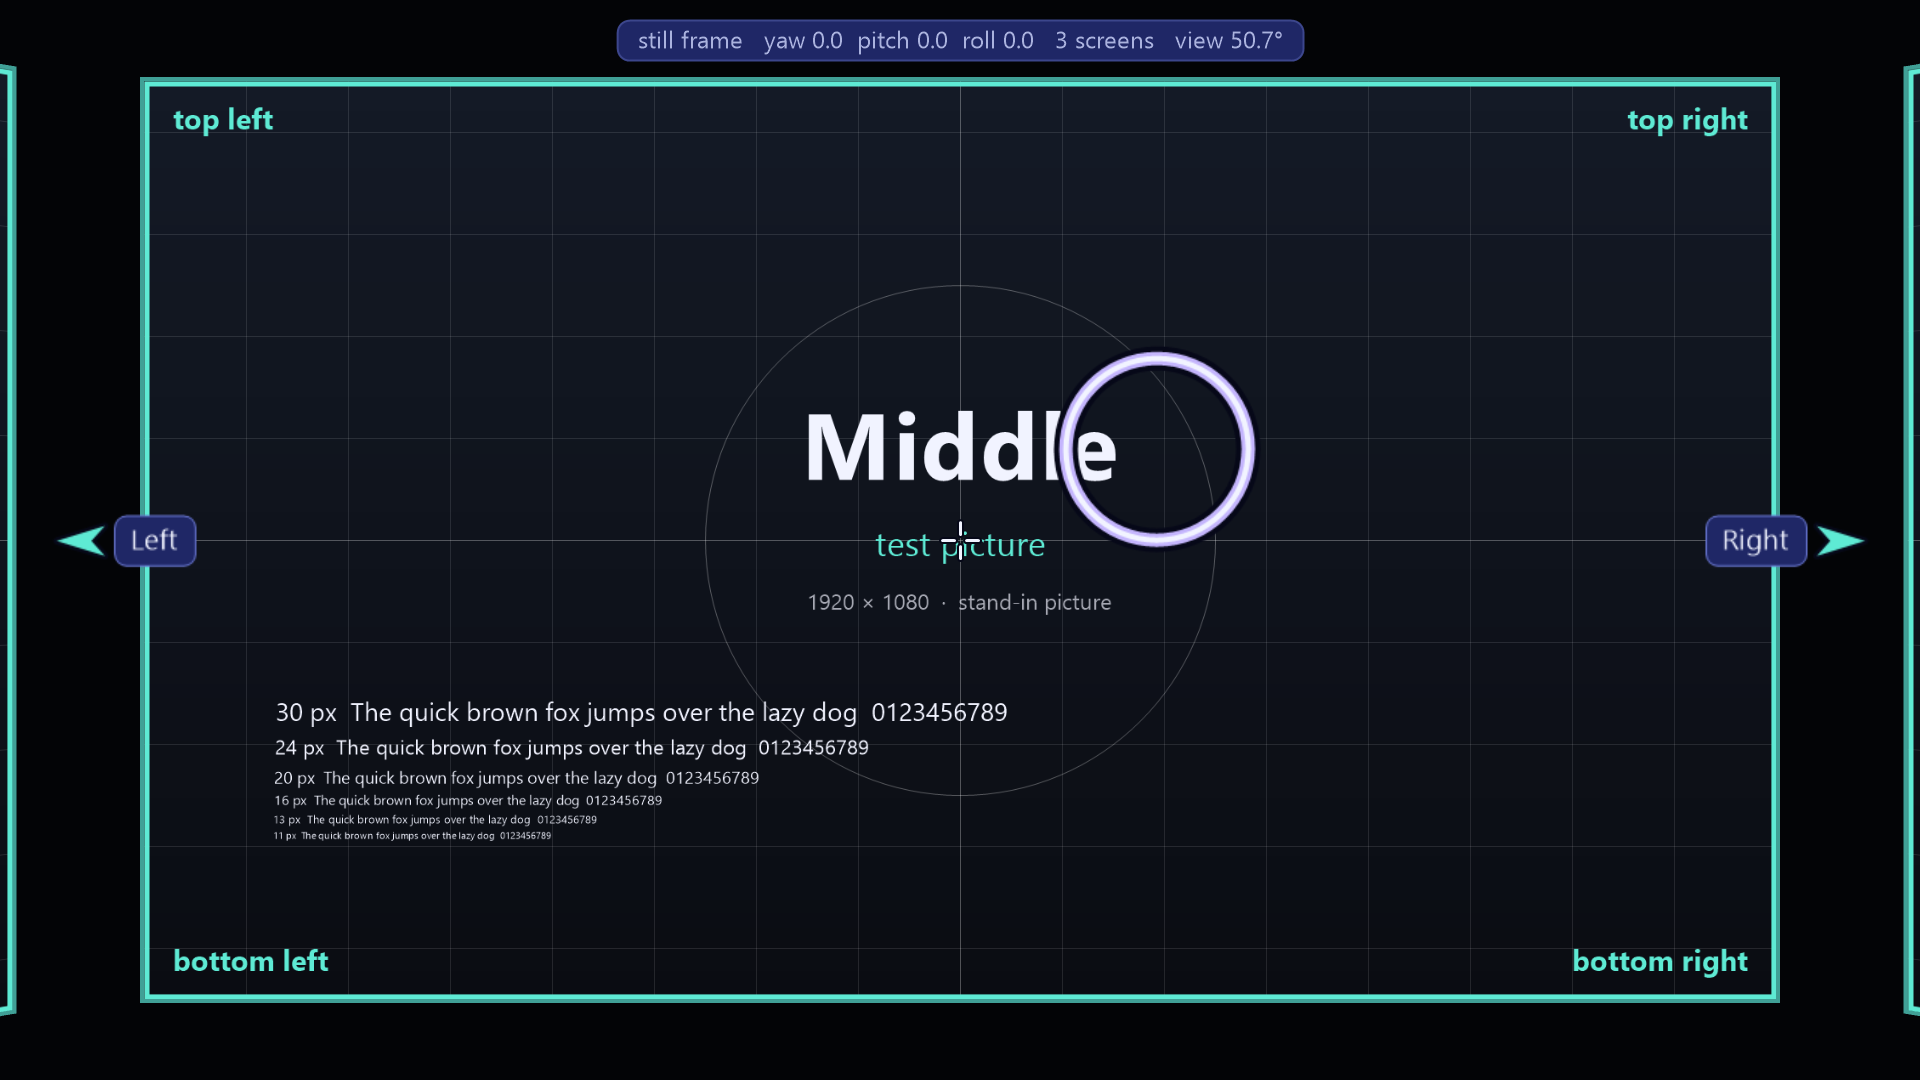 still frame yaw 0.0 pitch 0.0 roll 0.0 3 screens view 50.7°
top left
top right
Middle
Left
test picture
Right
1920 × 1080 · stand-in picture
30 px The quick brown fox jumps over the lazy dog 0123456789
24 px The quick brown fox jumps over the lazy dog 0123456789
20 px The quick brown fox jumps over the lazy dog 0123456789
16 px The quick brown fox jumps over the lazy dog 0123456789
13 px The quick brown fox jumps over the lazy dog 0123456789
11 px The quick brown fox jumps over the lazy dog 0123456789
bottom left
bottom right